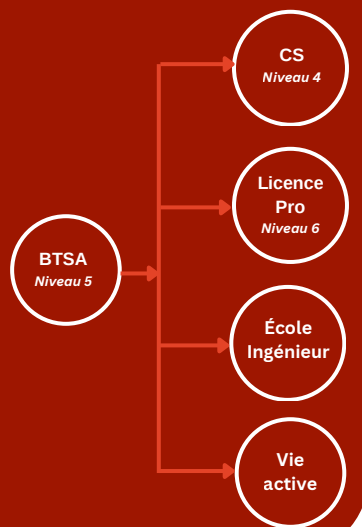 CS
Niveau 4
Licence
Pro
Niveau 6
BTSA
Niveau 5
École
Ingénieur
Vie
active